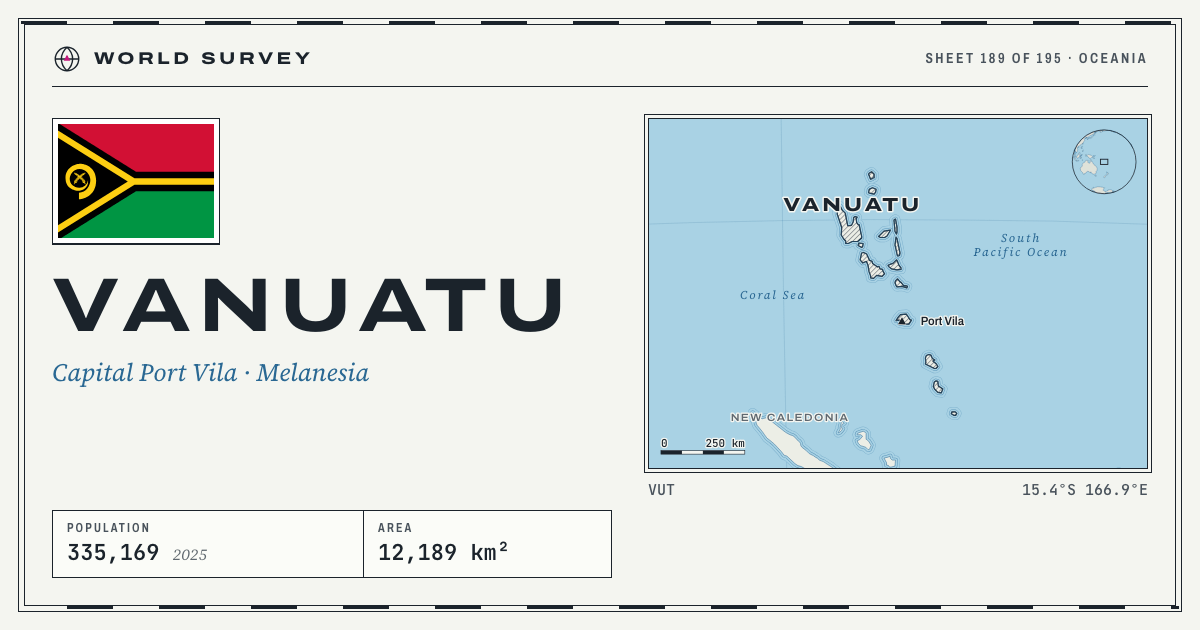 WORLD SURVEY
SHEET 189 OF 195 · OCEANIA
VANUATU
Capital Port Vila · Melanesia
POPULATION
335,169 2025
AREA
12,189 km²
VANUATU
South
Pacific Ocean
Coral Sea
Port Vila
NEW CALEDONIA
0 250 km
VUT
15.4°S 166.9°E